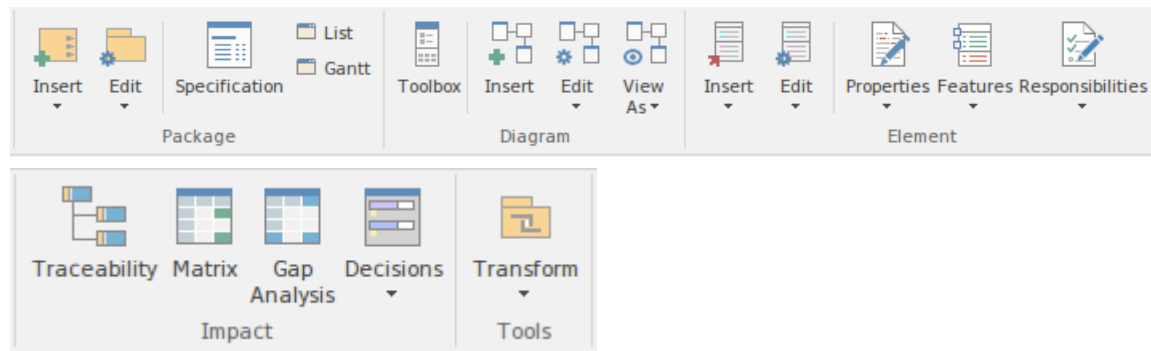 List
Gantt
Insert Edit Specification Toolbox Insert Edit View As Insert Edit Properties Features Responsibilities
Package Diagram Element
Traceability Matrix Gap Analysis Decisions Transform
Impact Tools